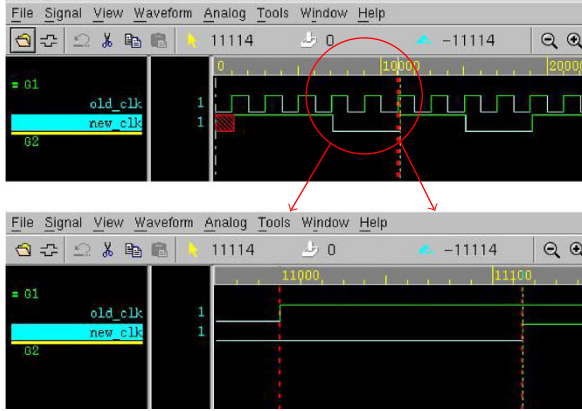 File Signal View Waveform Analog Tools Window Help
11114 0 -11114
0 10000 20000
= G1
old_clk 1
new_clk 1
G2
File Signal View Waveform Analog Tools Window Help
11114 0 -11114
11000 11100
= G1
old_clk 1
new_clk 1
G2